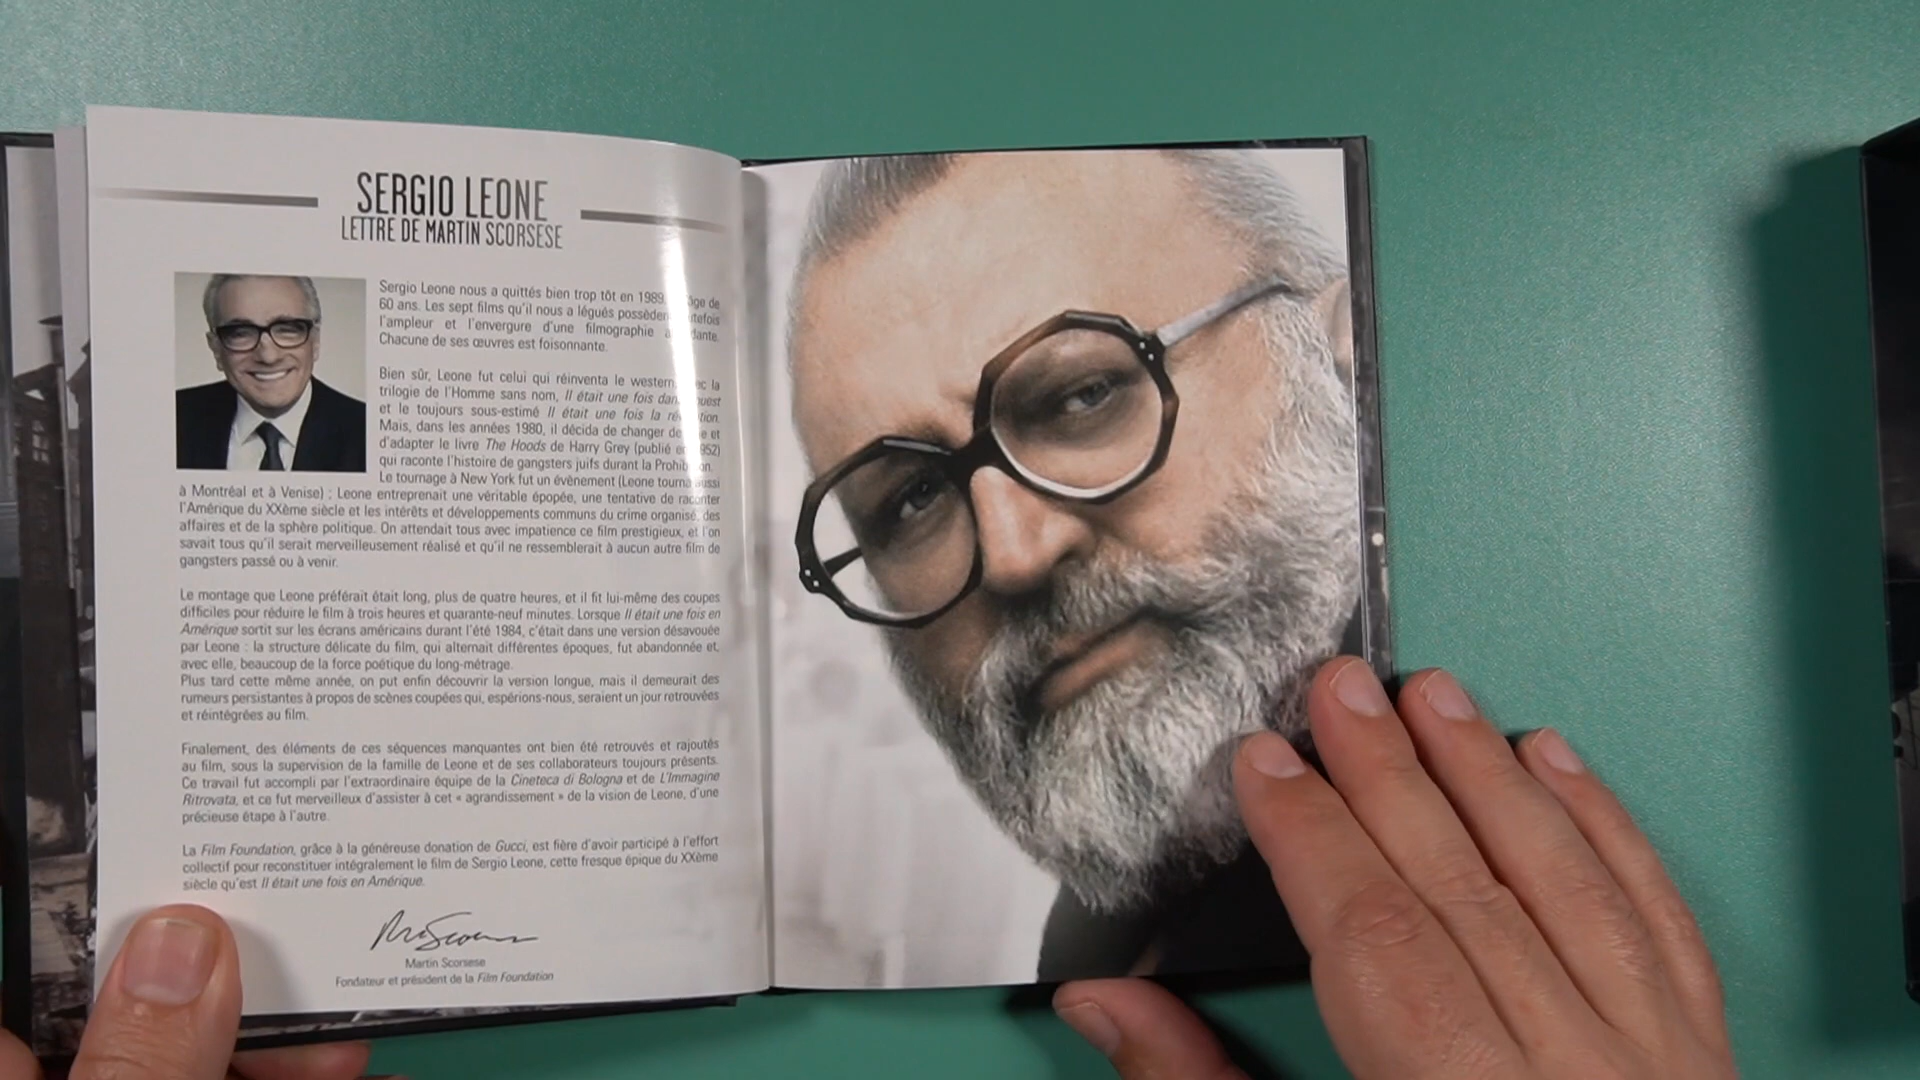 SERGIO LEONE
LETTRE DE MARTIN SCORSESE
Sergio Leone nous a quittés bien trop tôt en 1989, âge de
60 ans. Les sept films qu'il nous a légués possèdent
l'ampleur et l'envergure d'une filmographie
Chacune de ses œuvres est foisonnante.
Bien sûr, Leone fut celui qui réinventa le western, la
trilogie de l'Homme sans nom, Il était une fois dans
et le toujours sous-estimé Il était une fois la
Mais, dans les années 1980, il décida de changer de et
d'adapter le livre The Hoods de Harry Grey (publié en 1952)
qui raconte l'histoire de gangsters juifs durant la Prohibition.
Le tournage à New York fut un évènement (Leone tourna aussi
à Montréal et à Venise) : Leone entreprenait une véritable épopée, une tentative de raconter
l'Amérique du XXème siècle et les intérêts et développements communs du crime organisé, des
affaires et de la sphère politique. On attendait tous avec impatience ce film prestigieux, et l'on
savait tous qu'il serait merveilleusement réalisé et qu'il ne ressemblerait à aucun autre film de
gangsters passé ou à venir.
Le montage que Leone préférait était long, plus de quatre heures, et il fit lui-même des coupes
difficiles pour réduire le film à trois heures et quarante-neuf minutes. Lorsque Il était une fois en
Amérique sortit sur les écrans américains durant l'été 1984, c'était dans une version désavouée
par Leone : la structure délicate du film, qui alternait différentes époques, fut abandonnée et,
avec elle, beaucoup de la force poétique du long-métrage.
Plus tard cette même année, on put enfin découvrir la version longue, mais il demeurait des
rumeurs persistantes à propos de scènes coupées qui, espérions-nous, seraient un jour retrouvées
et réintégrées au film.
Finalement, des éléments de ces séquences manquantes ont bien été retrouvés et rajoutés
au film, sous la supervision de la famille de Leone et de ses collaborateurs toujours présents.
Ce travail fut accompli par l'extraordinaire équipe de la Cineteca di Bologna et de L'Immagine
Ritrovata, et ce fut merveilleux d'assister à cet « agrandissement » de la vision de Leone, d'une
précieuse étape à l'autre.
La Film Foundation, grâce à la généreuse donation de Gucci, est fière d'avoir participé à l'effort
collectif pour reconstituer intégralement le film de Sergio Leone, cette fresque épique du XXème
siècle qu'est Il était une fois en Amérique.
Martin Scorsese
Fondateur et président de la Film Foundation